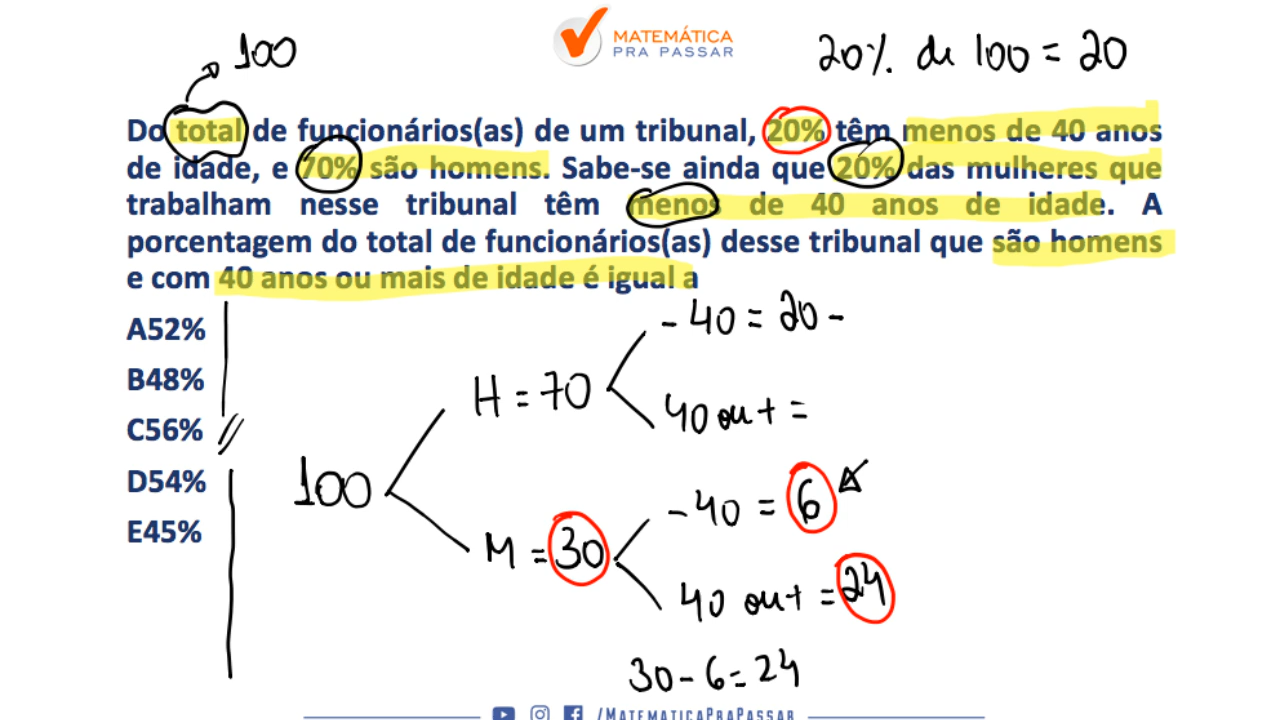 100
MATEMÁTICA
PRA PASSAR
20% de 100 = 20
Do total de funcionários(as) de um tribunal, 20% têm menos de 40 anos
de idade, e 70% são homens. Sabe-se ainda que 20% das mulheres que
trabalham nesse tribunal têm menos de 40 anos de idade. A
porcentagem do total de funcionários(as) desse tribunal que são homens
e com 40 anos ou mais de idade é igual a
A52%
B48%
C56%
D54%
E45%
- 40 = 20 -
H = 70
40 ou + =
100
- 40 = 6
M = 30
40 ou + = 24
30 - 6 = 24
/MATEMATICAPRAPASSAR